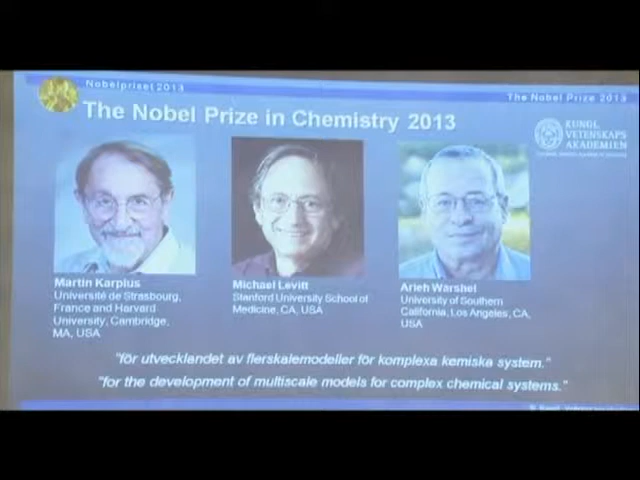 Nobelpriset 2013
The Nobel Prize 2013
The Nobel Prize in Chemistry 2013
KUNGL.
VETENSKAPS
AKADEMIEN
Martin Karplus
Université de Strasbourg,
France and Harvard
University, Cambridge,
MA, USA
Michael Levitt
Stanford University School of
Medicine, CA, USA
Arieh Warshel
University of Southern
California, Los Angeles, CA,
USA
"för utvecklandet av flerskalemodeller för komplexa kemiska system."
"for the development of multiscale models for complex chemical systems."